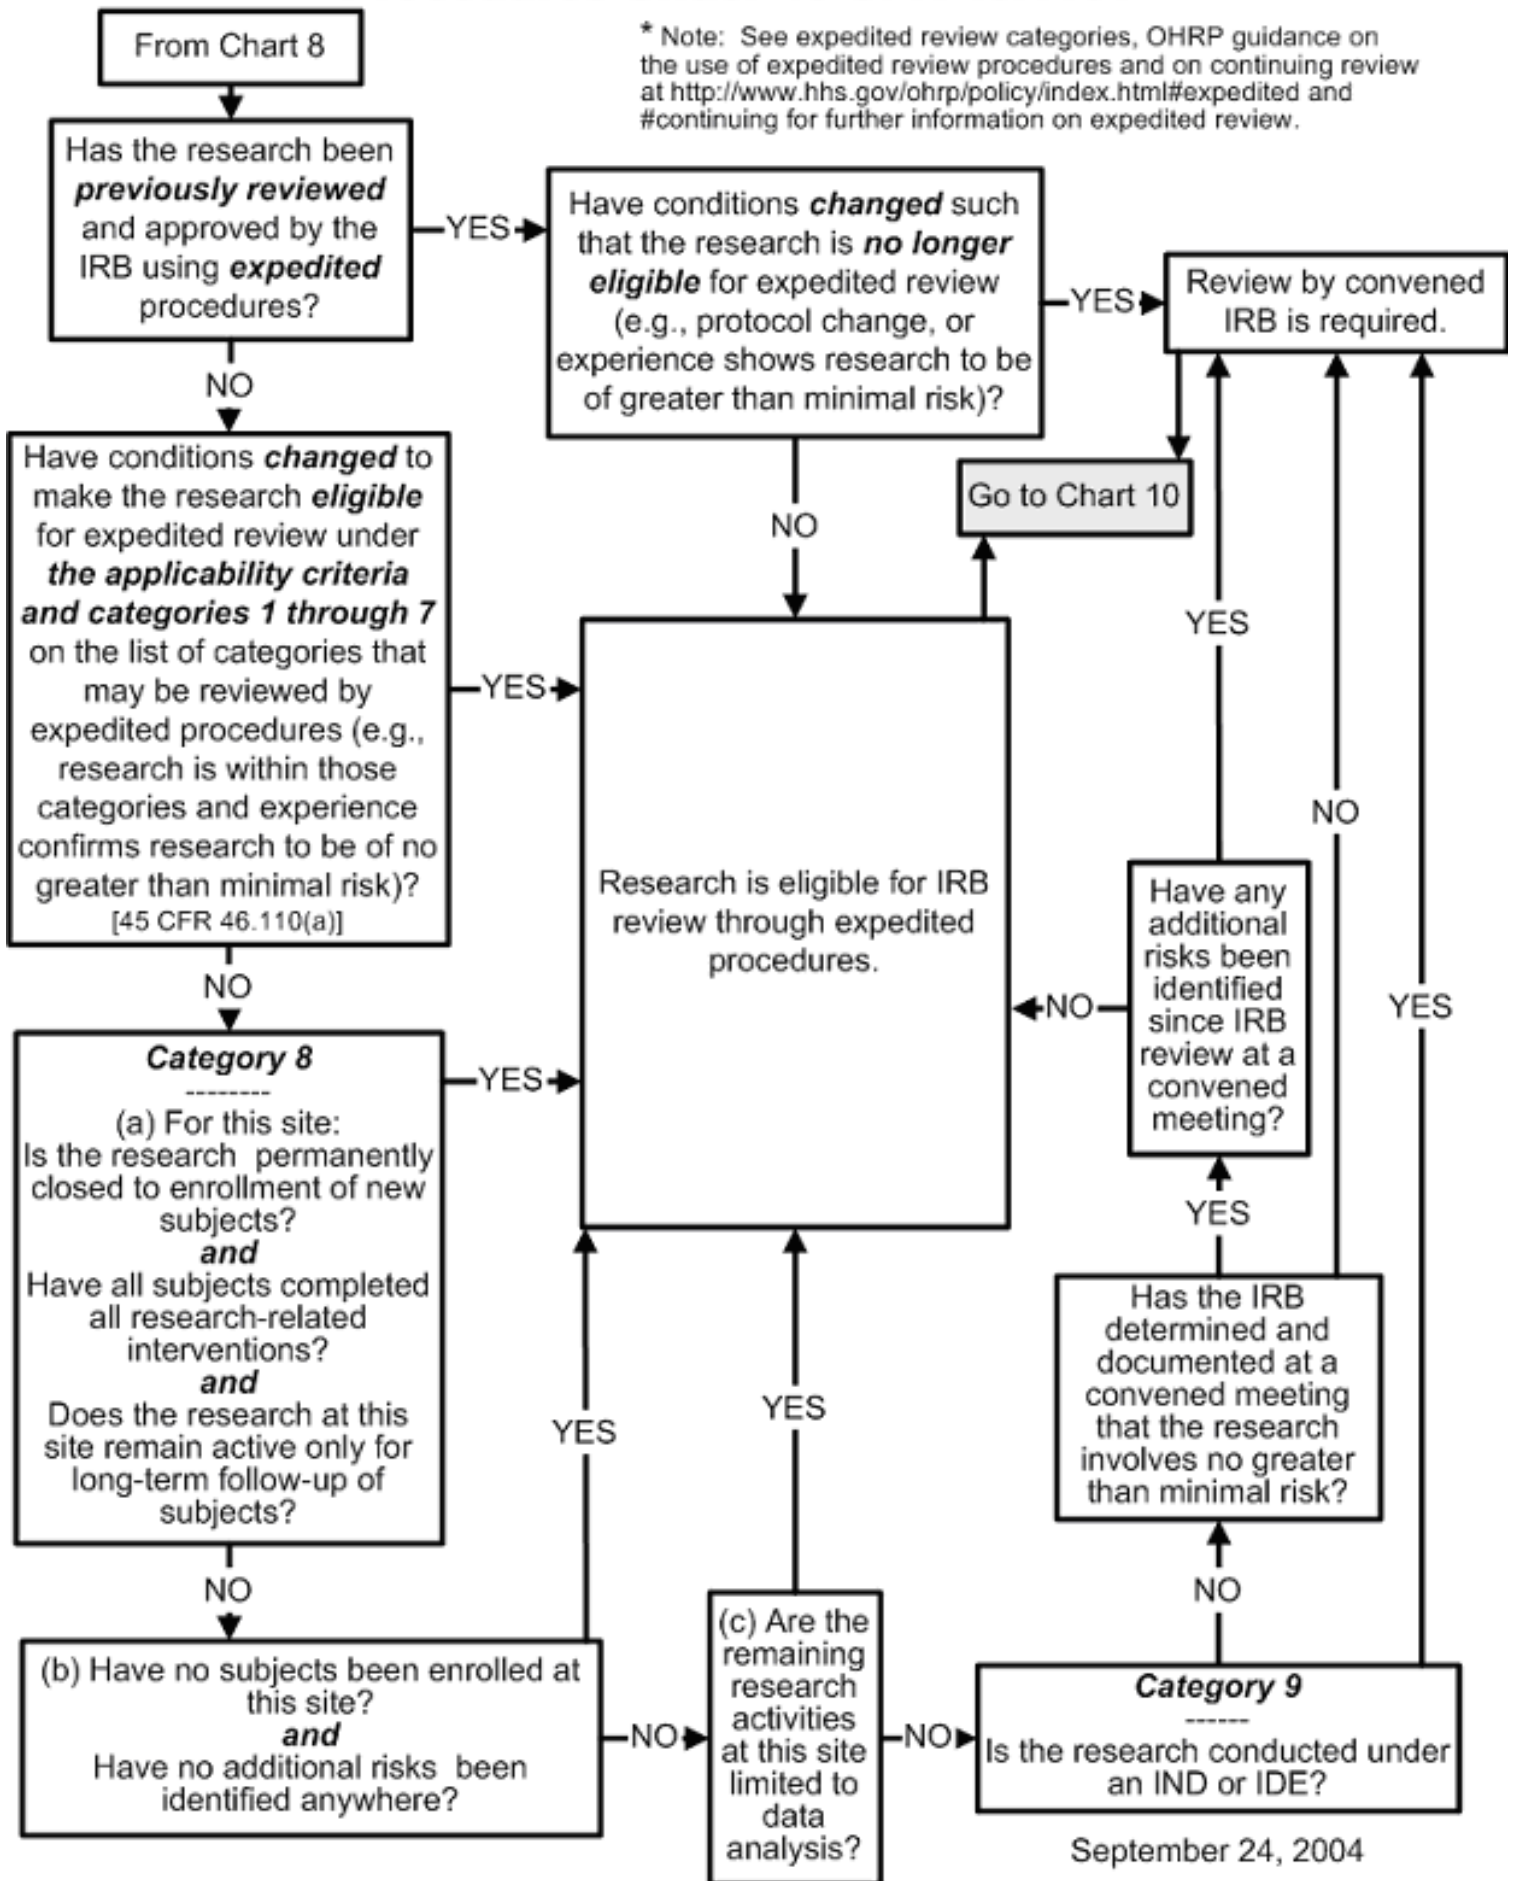 From Chart 8
* Note:  See expedited review categories, OHRP guidance on
the use of expedited review procedures and on continuing review
at http://www.hhs.gov/ohrp/policy/index.html#expedited and
#continuing for further information on expedited review.
Has the research been
previously reviewed
and approved by the
IRB using expedited
procedures?
YES
Have conditions changed such
that the research is no longer
eligible for expedited review
(e.g., protocol change, or
experience shows research to be
of greater than minimal risk)?
YES
Review by convened
IRB is required.
NO
Have conditions changed to
make the research eligible
for expedited review under
the applicability criteria
and categories 1 through 7
on the list of categories that
may be reviewed by
expedited procedures (e.g.,
research is within those
categories and experience
confirms research to be of no
greater than minimal risk)?
[45 CFR 46.110(a)]
NO
Go to Chart 10
YES
YES
NO
YES
Research is eligible for IRB
review through expedited
procedures.
NO
Have any
additional
risks been
identified
since IRB
review at a
convened
meeting?
NO
Category 8
--------
(a) For this site:
Is the research  permanently
closed to enrollment of new
subjects?
and
Have all subjects completed
all research-related
interventions?
and
Does the research at this
site remain active only for
long-term follow-up of
subjects?
YES
YES
YES
YES
Has the IRB
determined and
documented at a
convened meeting
that the research
involves no greater
than minimal risk?
NO
NO
(b) Have no subjects been enrolled at
this site?
and
Have no additional risks  been
identified anywhere?
NO
(c) Are the
remaining
research
activities
at this site
limited to
data
analysis?
NO
Category 9
------
Is the research conducted under
an IND or IDE?
September 24, 2004